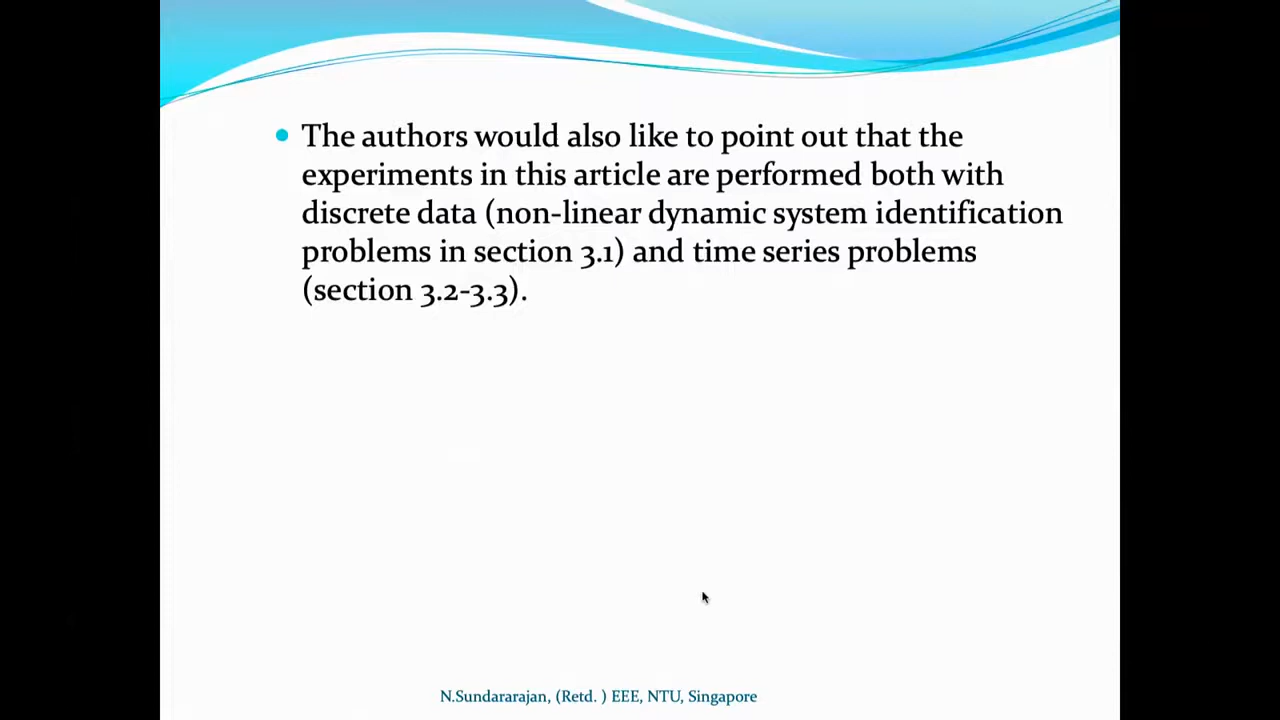 The authors would also like to point out that the
experiments in this article are performed both with
discrete data (non-linear dynamic system identification
problems in section 3.1) and time series problems
(section 3.2-3.3).
N.Sundararajan, (Retd. ) EEE, NTU, Singapore